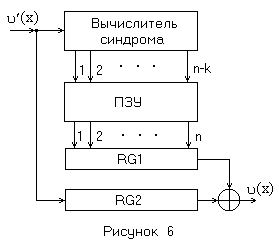 υ'(x)
Вычислитель
синдрома
1 2 . . . n-k
ПЗУ
1 2 . . . n
RG1
υ(x)
RG2
Рисунок 6